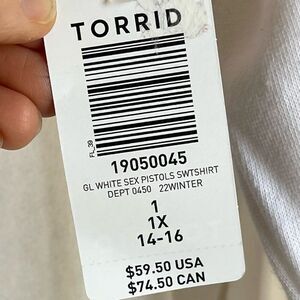 TORRID
FL_3B
19050045
GL WHITE SEX PISTOLS SWTSHIRT
DEPT 0450 22WINTER
1
1X
14-16
$59.50 USA
$74.50 CAN